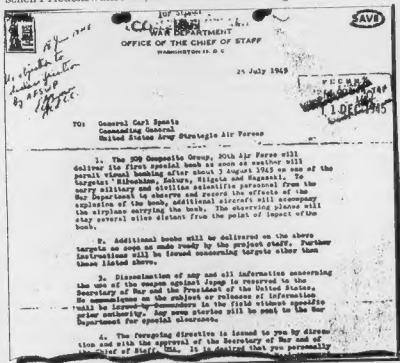 TOP SECRET
SAVE
WAR DEPARTMENT
OFFICE OF THE CHIEF OF STAFF
WASHINGTON 25, D C
No objection to
by AFSWP
25 July 1945
1 DEC 1945
TO: General Carl Spaatz
Commanding General
United States Army Strategic Air Forces
1. The 509 Composite Group, 20th Air Force will
deliver its first special bomb as soon as weather will
permit visual bombing after about 3 August 1945 on one of the
targets: Hiroshima, Kokura, Niigata and Nagasaki. To
carry military and civilian scientific personnel from the
War Department to observe and record the effects of the
explosion of the bomb, additional aircraft will accompany
the airplane carrying the bomb. The observing planes will
stay several miles distant from the point of impact of the
bomb.
2. Additional bombs will be delivered on the above
targets as soon as made ready by the project staff. Further
instructions will be issued concerning targets other than
those listed above.
3. Dissemination of any and all information concerning
the use of the weapon against Japan is reserved to the
Secretary of War and the President of the United States.
No communiques on the subject or releases of information
will be issued by Commanders in the field without specific
prior authority. Any news stories will be sent to the War
Department for special clearance.
4. The foregoing directive is issued to you by direc-
tion and with the approval of the Secretary of War and of
the Chief of Staff, USA. It is desired that you personally